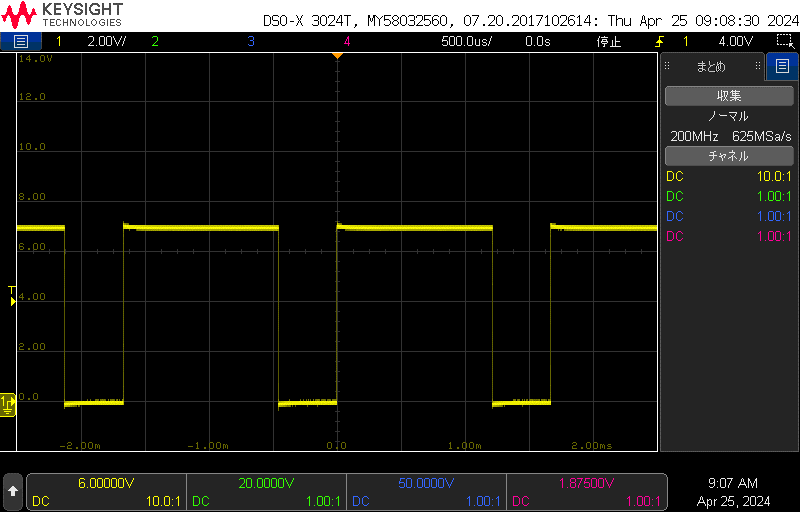 KEYSIGHT
TECHNOLOGIES
DSO-X 3024T, MY58032560, 07.20.2017102614: Thu Apr 25 09:08:30 2024
1 2.00V/ 2 3 4 500.0us/ 0.0s 停止 1 4.00V
14.0V
12.0
10.0
8.00
6.00
4.00
2.00
0.0
T
1
-2.00m -1.00m 0.0 1.00m 2.00ms
まとめ
収集
ノーマル
200MHz 625MSa/s
チャネル
DC 10.0:1
DC 1.00:1
DC 1.00:1
DC 1.00:1
6.00000V 20.0000V 50.0000V 1.87500V
DC 10.0:1 DC 1.00:1 DC 1.00:1 DC 1.00:1
9:07 AM
Apr 25, 2024